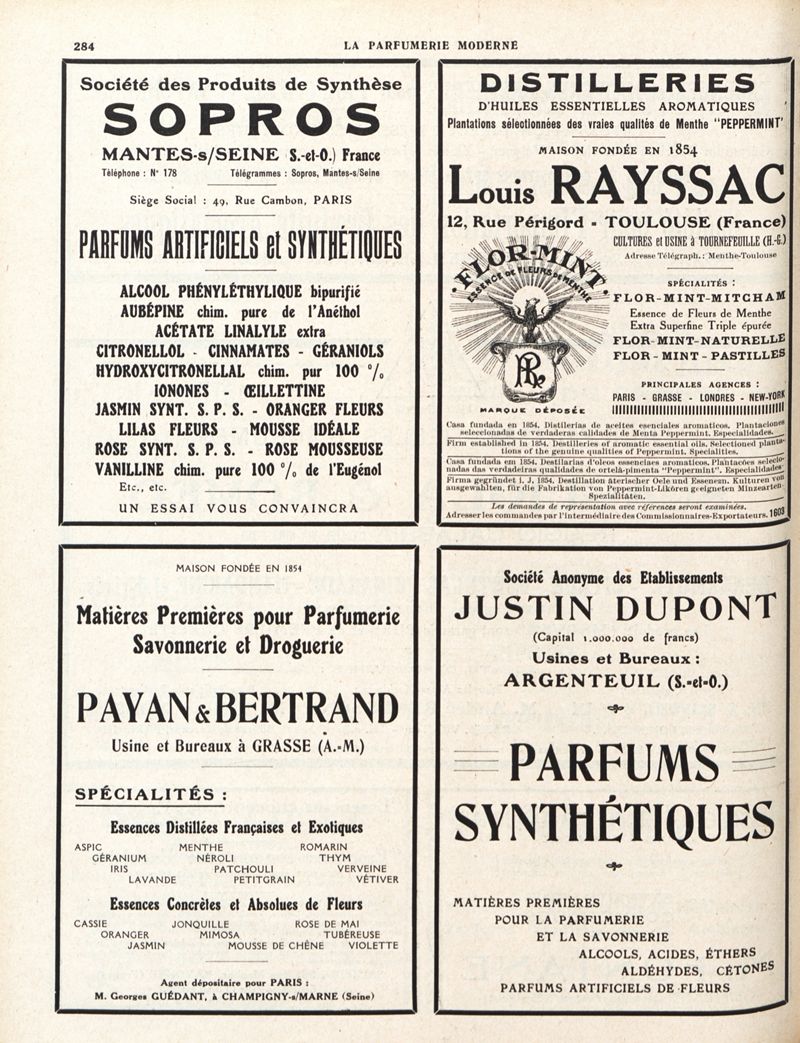 284
LA PARFUMERIE MODERNE
Société des Produits de Synthèse
SOPROS
MANTES-s/SEINE (S.-et-O.) France
Téléphone : N° 178
Télégrammes : Sopros, Mantes-s/Seine
Siège Social : 49, Rue Cambon, PARIS
PARFUMS ARTIFICIELS et SYNTHÉTIQUES
ALCOOL PHÉNYLÉTHYLIQUE bipurifié
AUBÉPINE chim. pure de l'Anéthol
ACÉTATE LINALYLE extra
CITRONELLOL - CINNAMATES - GÉRANIOLS
HYDROXYCITRONELLAL chim. pur 100 %
IONONES - ŒILLETTINE
JASMIN SYNT. S. P. S. - ORANGER FLEURS
LILAS FLEURS - MOUSSE IDÉALE
ROSE SYNT. S. P. S. - ROSE MOUSSEUSE
VANILLINE chim. pure 100 % de l'Eugénol
Etc., etc.
UN ESSAI VOUS CONVAINCRA
DISTILLERIES
D'HUILES ESSENTIELLES AROMATIQUES
Plantations sélectionnées des vraies qualités de Menthe "PEPPERMINT'
MAISON FONDÉE EN 1854
Louis RAYSSAC
12, Rue Périgord - TOULOUSE (France)
FLOR-MINT
ESSENCE DE FLEURS DE MENTHE
LR
MARQUE DÉPOSÉE
CULTURES et USINE à TOURNEFEUILLE (H.-G.)
Adresse Télégraph. : Menthe-Toulouse
SPÉCIALITÉS :
FLOR-MINT-MITCHAM
Essence de Fleurs de Menthe
Extra Superfine Triple épurée
FLOR-MINT-NATURELLE
FLOR-MINT-PASTILLES
PRINCIPALES AGENCES :
PARIS - GRASSE - LONDRES - NEW-YORK
Casa fundada en 1854. Distilerias de aceites esenciales aromaticos. Plantaciones
seleccionadas de verdaderas calidades de Menta Peppermint. Especialidades.
Firm established in 1854. Destilleries of aromatic essential oils. Selectioned planta-
tions of the genuine qualities of Peppermint. Specialities.
Casa fundada em 1854. Destilarias d'oleos essenciaes aromaticos. Plantacões selecio-
nadas das verdadeiras qualidades de ortelà-pimenta "Peppermint". Especialidades
Firma gegründet i. J. 1854. Destillation äterischer Oele und Essenzen. Kulturen von
ausgewahlten, für die Fabrikation von Peppermint-Likören geeigneten Minzearten
Spezialitäten.
Les demandes de représentation avec références seront examinées.
Adresser les commandes par l'intermédiaire des Commissionnaires-Exportateurs. 1603
MAISON FONDÉE EN 1854
Matières Premières pour Parfumerie
Savonnerie et Droguerie
PAYAN & BERTRAND
Usine et Bureaux à GRASSE (A.-M.)
SPÉCIALITÉS :
Essences Distillées Françaises et Exotiques
ASPIC MENTHE ROMARIN
GÉRANIUM NÉROLI THYM
IRIS PATCHOULI VERVEINE
LAVANDE PETITGRAIN VÉTIVER
Essences Concrètes et Absolues de Fleurs
CASSIE JONQUILLE ROSE DE MAI
ORANGER MIMOSA TUBÉREUSE
JASMIN MOUSSE DE CHÊNE VIOLETTE
Agent dépositaire pour PARIS :
M. Georges GUÉDANT, à CHAMPIGNY-s/MARNE (Seine)
Société Anonyme des Etablissements
JUSTIN DUPONT
(Capital 1.000.000 de francs)
Usines et Bureaux :
ARGENTEUIL (S.-et-O.)
PARFUMS
SYNTHÉTIQUES
MATIÈRES PREMIÈRES
POUR LA PARFUMERIE
ET LA SAVONNERIE
ALCOOLS, ACIDES, ÉTHERS
ALDÉHYDES, CÉTONES
PARFUMS ARTIFICIELS DE FLEURS